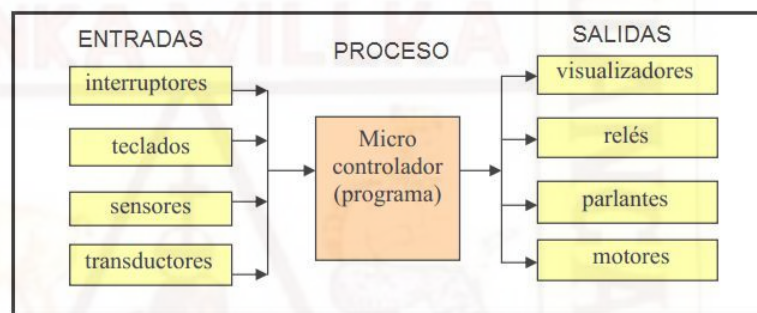 ENTRADAS
interruptores
teclados
sensores
transductores
PROCESO
Micro
controlador
(programa)
SALIDAS
visualizadores
relés
parlantes
motores